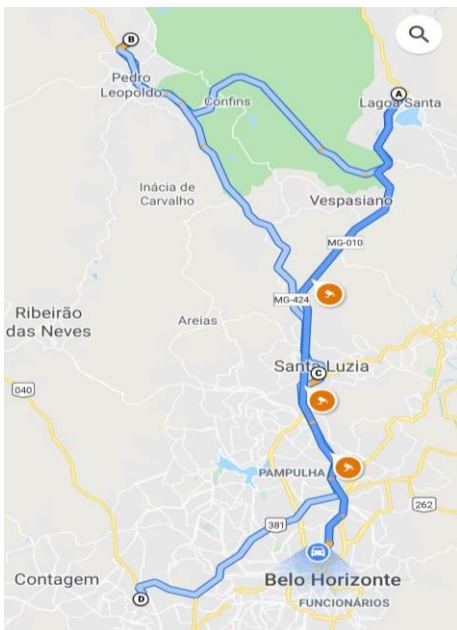 B
Pedro
Leopoldo
Confins
A
Lagoa Santa
Inácia de
Carvalho
Vespasiano
MG-010
MG-424
Ribeirão
das Neves
Areias
Santa Luzia
C
040
PAMPULHA
262
381
Contagem
D
Belo Horizonte
FUNCIONÁRIOS